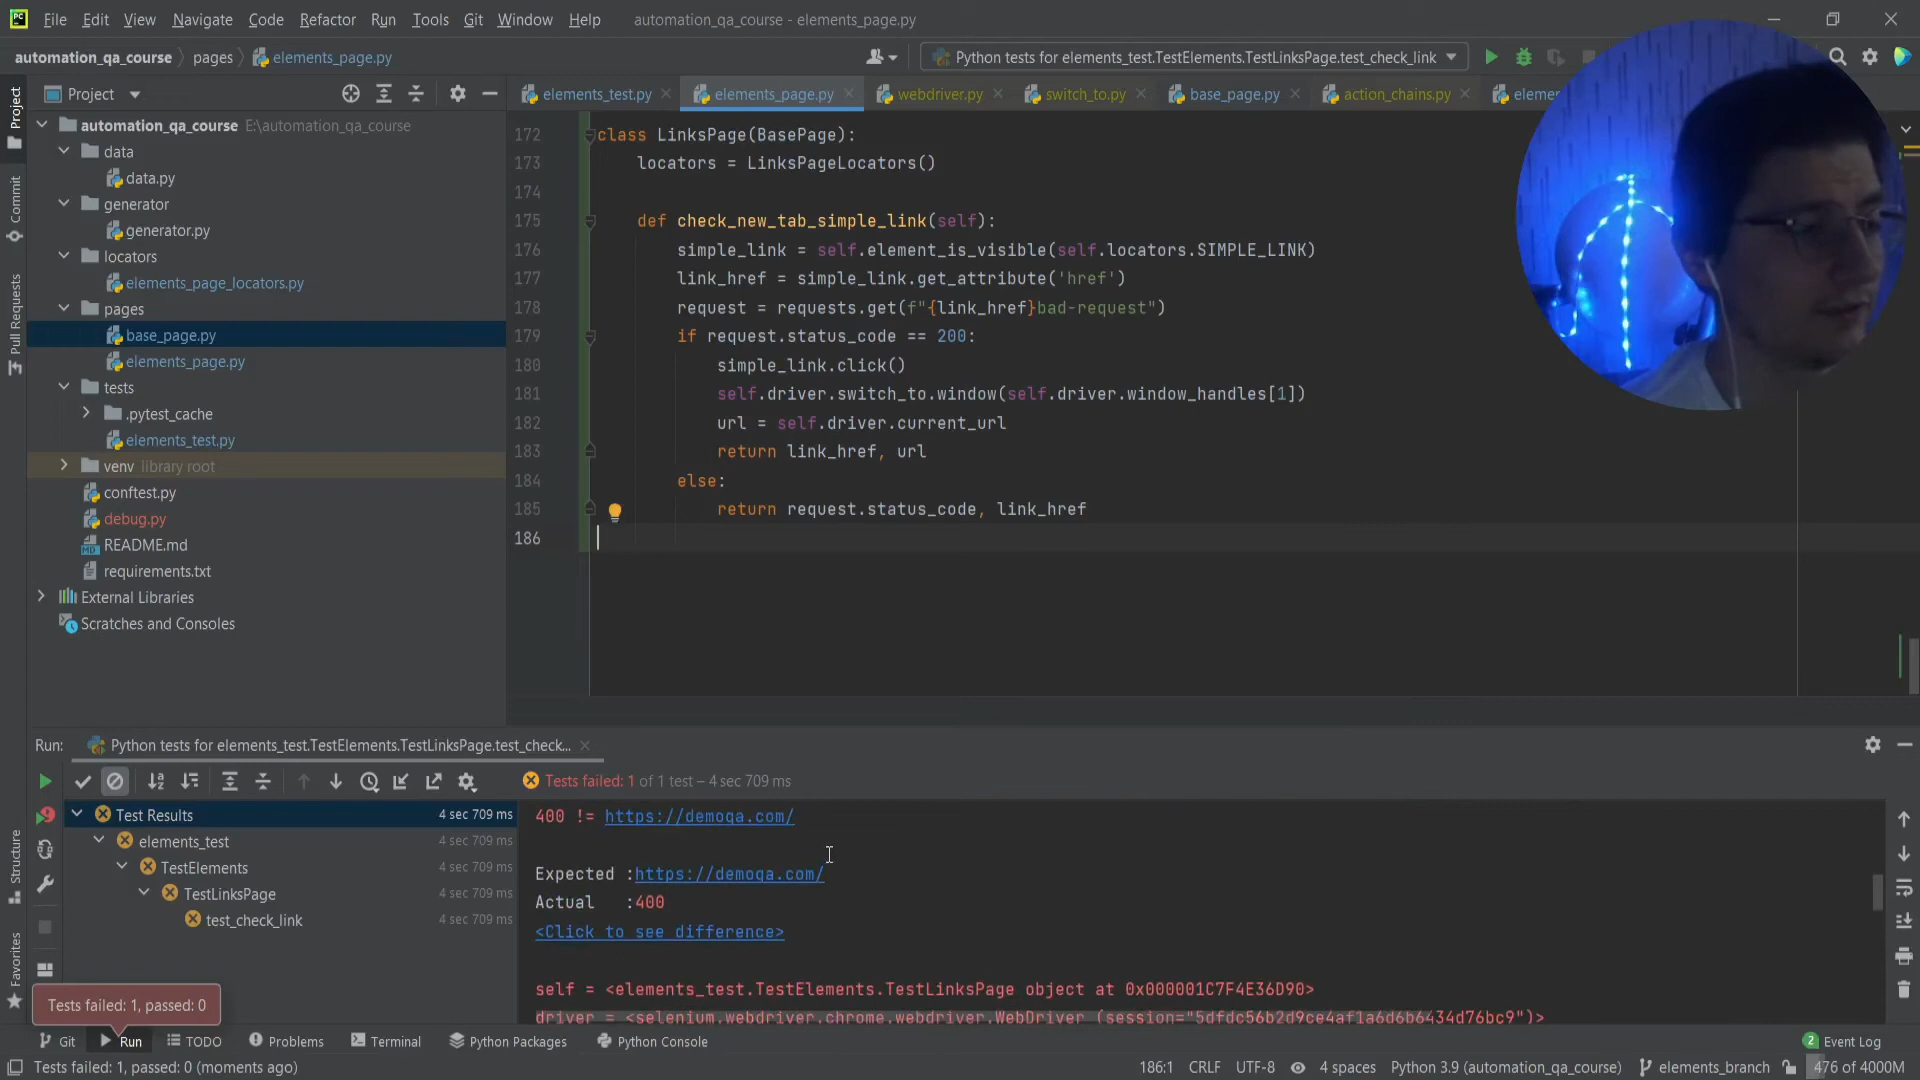 PC File Edit View Navigate Code Refactor Run Tools Git Window Help automation_qa_course - elements_page.py
automation_qa_course pages elements_page.py
Python tests for elements_test.TestElements.TestLinksPage.test_check_link
Project
elements_test.py elements_page.py webdriver.py switch_to.py base_page.py action_chains.py elemen
automation_qa_course E:\automation_qa_course
data
data.py
generator
generator.py
locators
elements_page_locators.py
pages
base_page.py
elements_page.py
tests
.pytest_cache
elements_test.py
venv library root
conftest.py
debug.py
README.md
requirements.txt
External Libraries
Scratches and Consoles
Project
Commit
Pull Requests
Structure
Favorites
172 class LinksPage(BasePage):
173 locators = LinksPageLocators()
174
175 def check_new_tab_simple_link(self):
176 simple_link = self.element_is_visible(self.locators.SIMPLE_LINK)
177 link_href = simple_link.get_attribute('href')
178 request = requests.get(f"{link_href}bad-request")
179 if request.status_code == 200:
180 simple_link.click()
181 self.driver.switch_to.window(self.driver.window_handles[1])
182 url = self.driver.current_url
183 return link_href, url
184 else:
185 return request.status_code, link_href
186
Run: Python tests for elements_test.TestElements.TestLinksPage.test_check...
Tests failed: 1 of 1 test – 4 sec 709 ms
Test Results 4 sec 709 ms
elements_test 4 sec 709 ms
TestElements 4 sec 709 ms
TestLinksPage 4 sec 709 ms
test_check_link 4 sec 709 ms
400 != https://demoqa.com/
Expected :https://demoqa.com/
Actual :400
<Click to see difference>
self = <elements_test.TestElements.TestLinksPage object at 0x000001C7F4E36D90>
driver = <selenium.webdriver.chrome.webdriver.WebDriver (session="5dfdc56b2d9ce4af1a6d6b6434d76bc9")>
Tests failed: 1, passed: 0
Git Run TODO Problems Terminal Python Packages Python Console 2 Event Log
Tests failed: 1, passed: 0 (moments ago) 186:1 CRLF UTF-8 4 spaces Python 3.9 (automation_qa_course) elements_branch 476 of 4000M